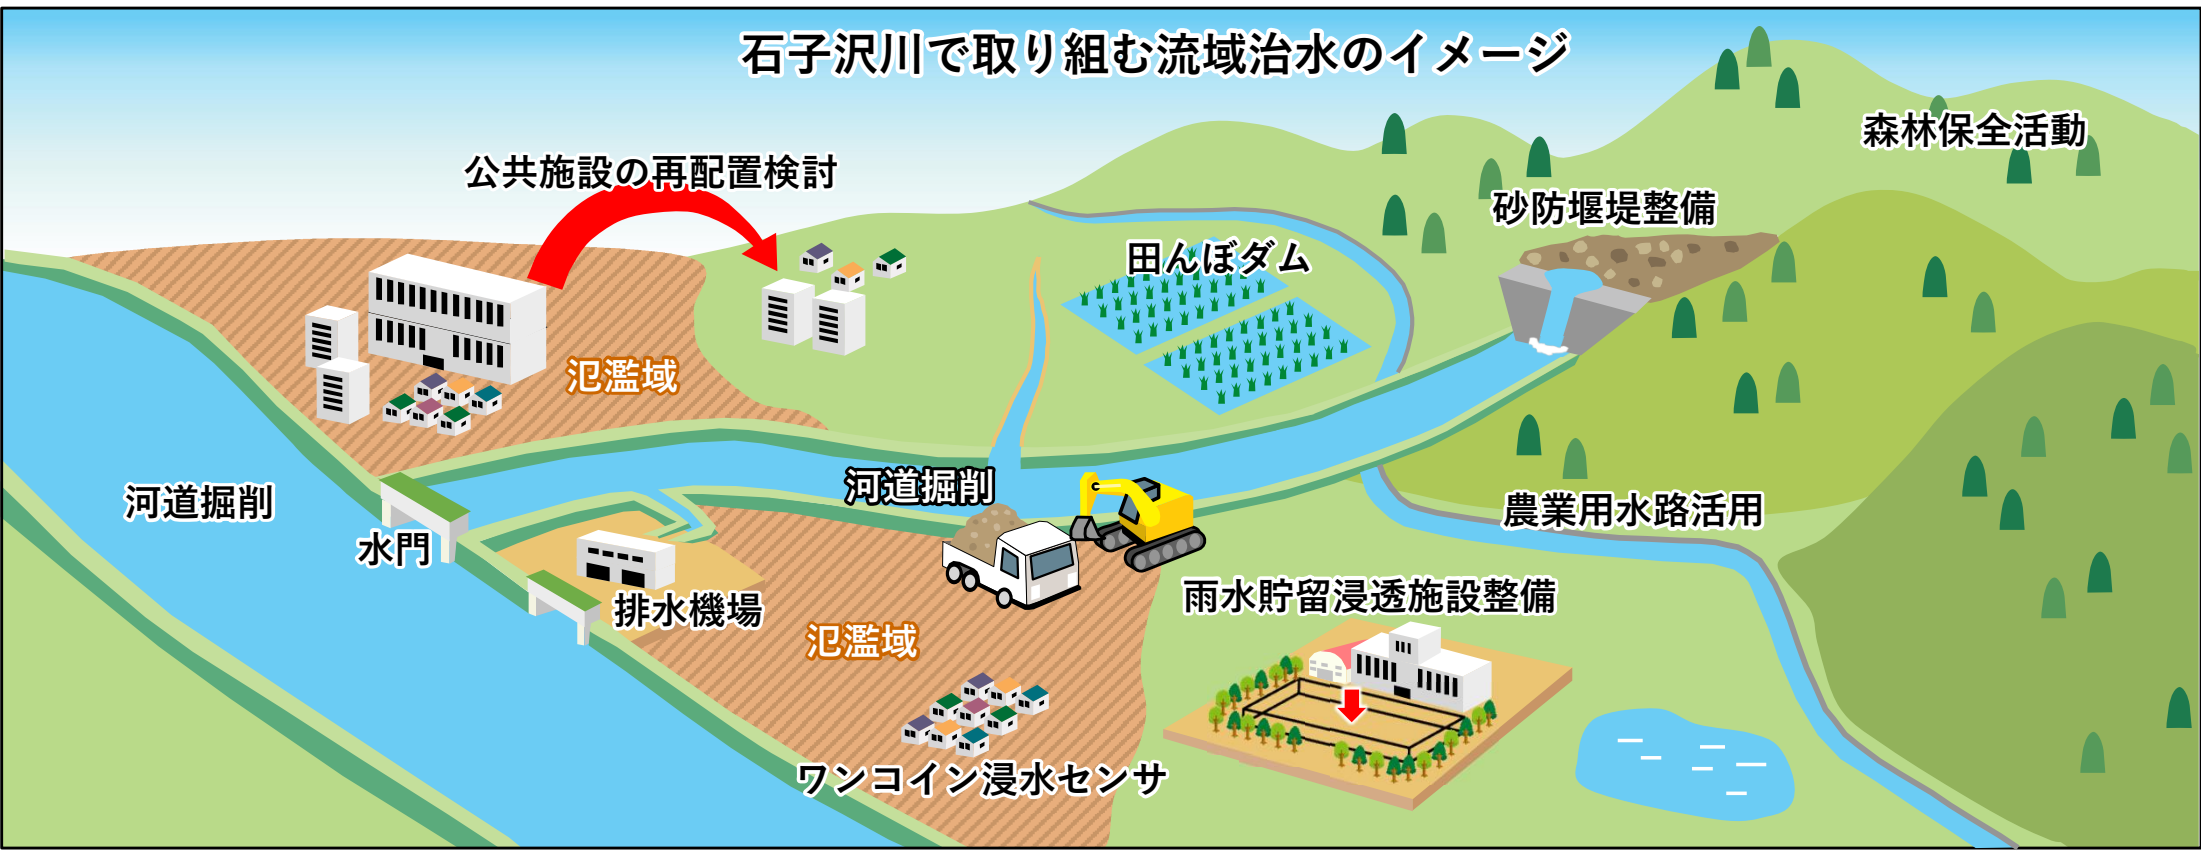 石子沢川で取り組む流域治水のイメージ
森林保全活動
公共施設の再配置検討
砂防堰堤整備
田んぼダム
氾濫域
河道掘削
河道掘削
農業用水路活用
水門
排水機場
雨水貯留浸透施設整備
氾濫域
ワンコイン浸水センサ